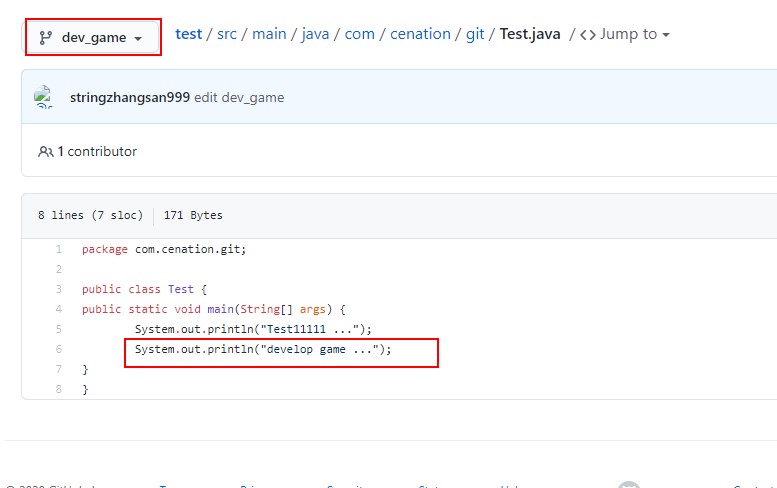 dev_game
test / src / main / java / com / cenation / git / Test.java / <> Jump to
stringzhangsan999 edit dev_game
1 contributor
8 lines (7 sloc) 171 Bytes
1 package com.cenation.git;
2
3 public class Test {
4 public static void main(String[] args) {
5 System.out.println("Test11111 ...");
6 System.out.println("develop game ...");
7 }
8 }